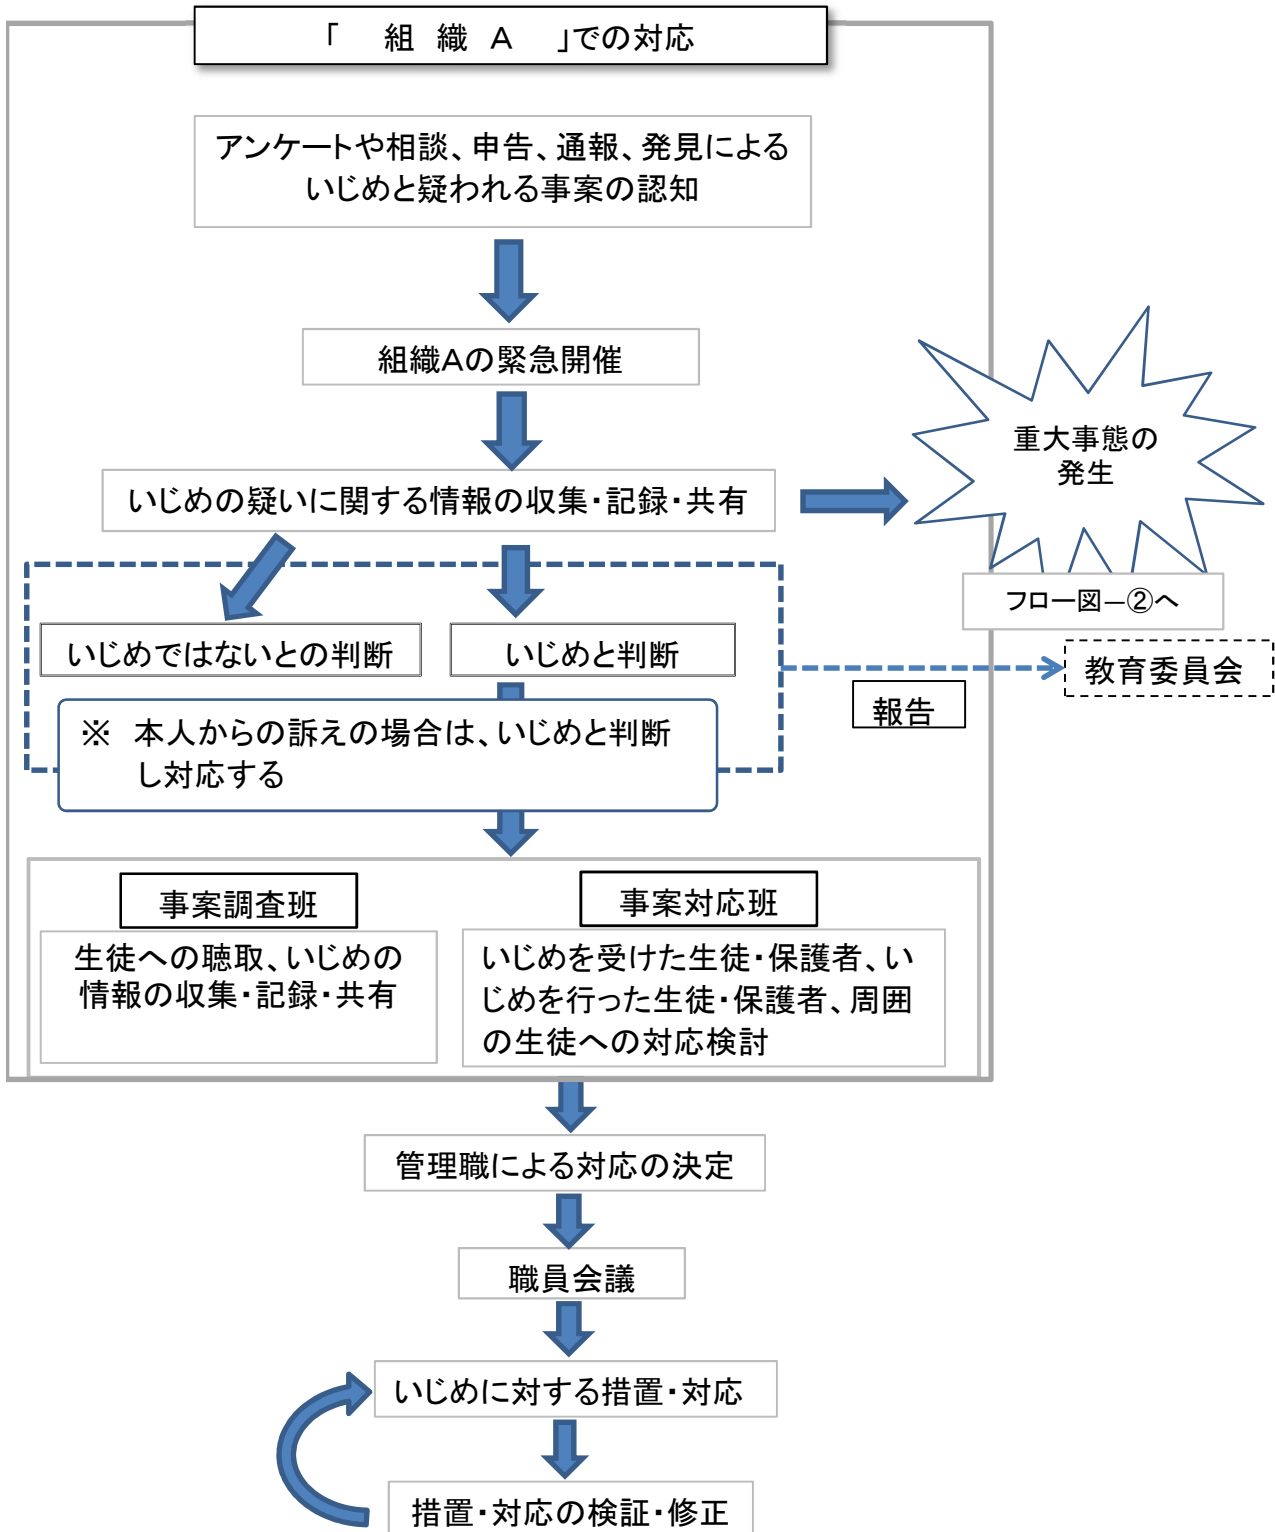 「　組 織 A　」での対応
アンケートや相談、申告、通報、発見による
いじめと疑われる事案の認知
組織Aの緊急開催
重大事態の
発生
いじめの疑いに関する情報の収集・記録・共有
フロー図―②へ
いじめではないとの判断
いじめと判断
教育委員会
報告
※　本人からの訴えの場合は、いじめと判断
し対応する
事案調査班
生徒への聴取、いじめの
情報の収集・記録・共有
事案対応班
いじめを受けた生徒・保護者、い
じめを行った生徒・保護者、周囲
の生徒への対応検討
管理職による対応の決定
職員会議
いじめに対する措置・対応
措置・対応の検証・修正